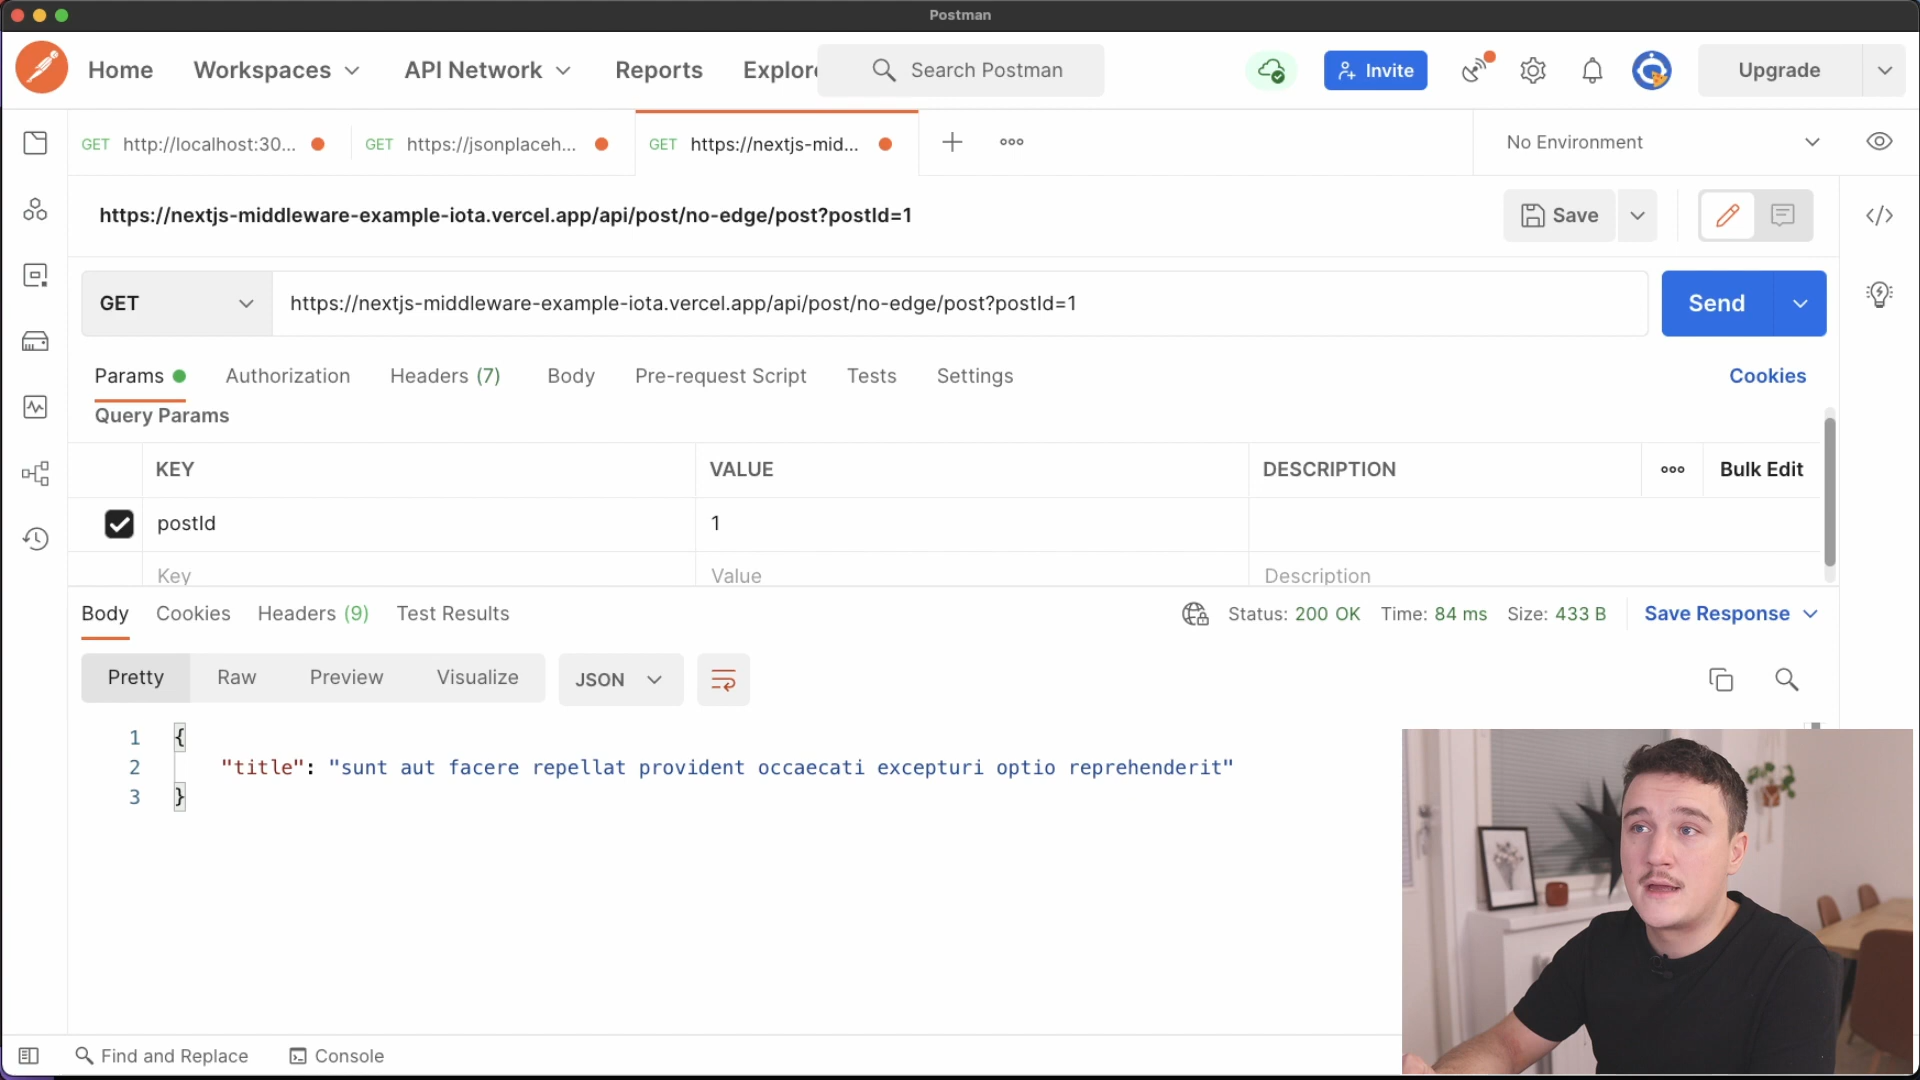 Postman
Home Workspaces API Network Reports Explor Search Postman Invite Upgrade
GET http://localhost:30... GET https://jsonplaceh... GET https://nextjs-mid... No Environment
https://nextjs-middleware-example-iota.vercel.app/api/post/no-edge/post?postId=1 Save
GET https://nextjs-middleware-example-iota.vercel.app/api/post/no-edge/post?postId=1 Send
Params Authorization Headers (7) Body Pre-request Script Tests Settings Cookies
Query Params
KEY VALUE DESCRIPTION Bulk Edit
postId 1
Key Value Description
Body Cookies Headers (9) Test Results Status: 200 OK Time: 84 ms Size: 433 B Save Response
Pretty Raw Preview Visualize JSON
1 {
2 "title": "sunt aut facere repellat provident occaecati excepturi optio reprehenderit"
3 }
Find and Replace Console